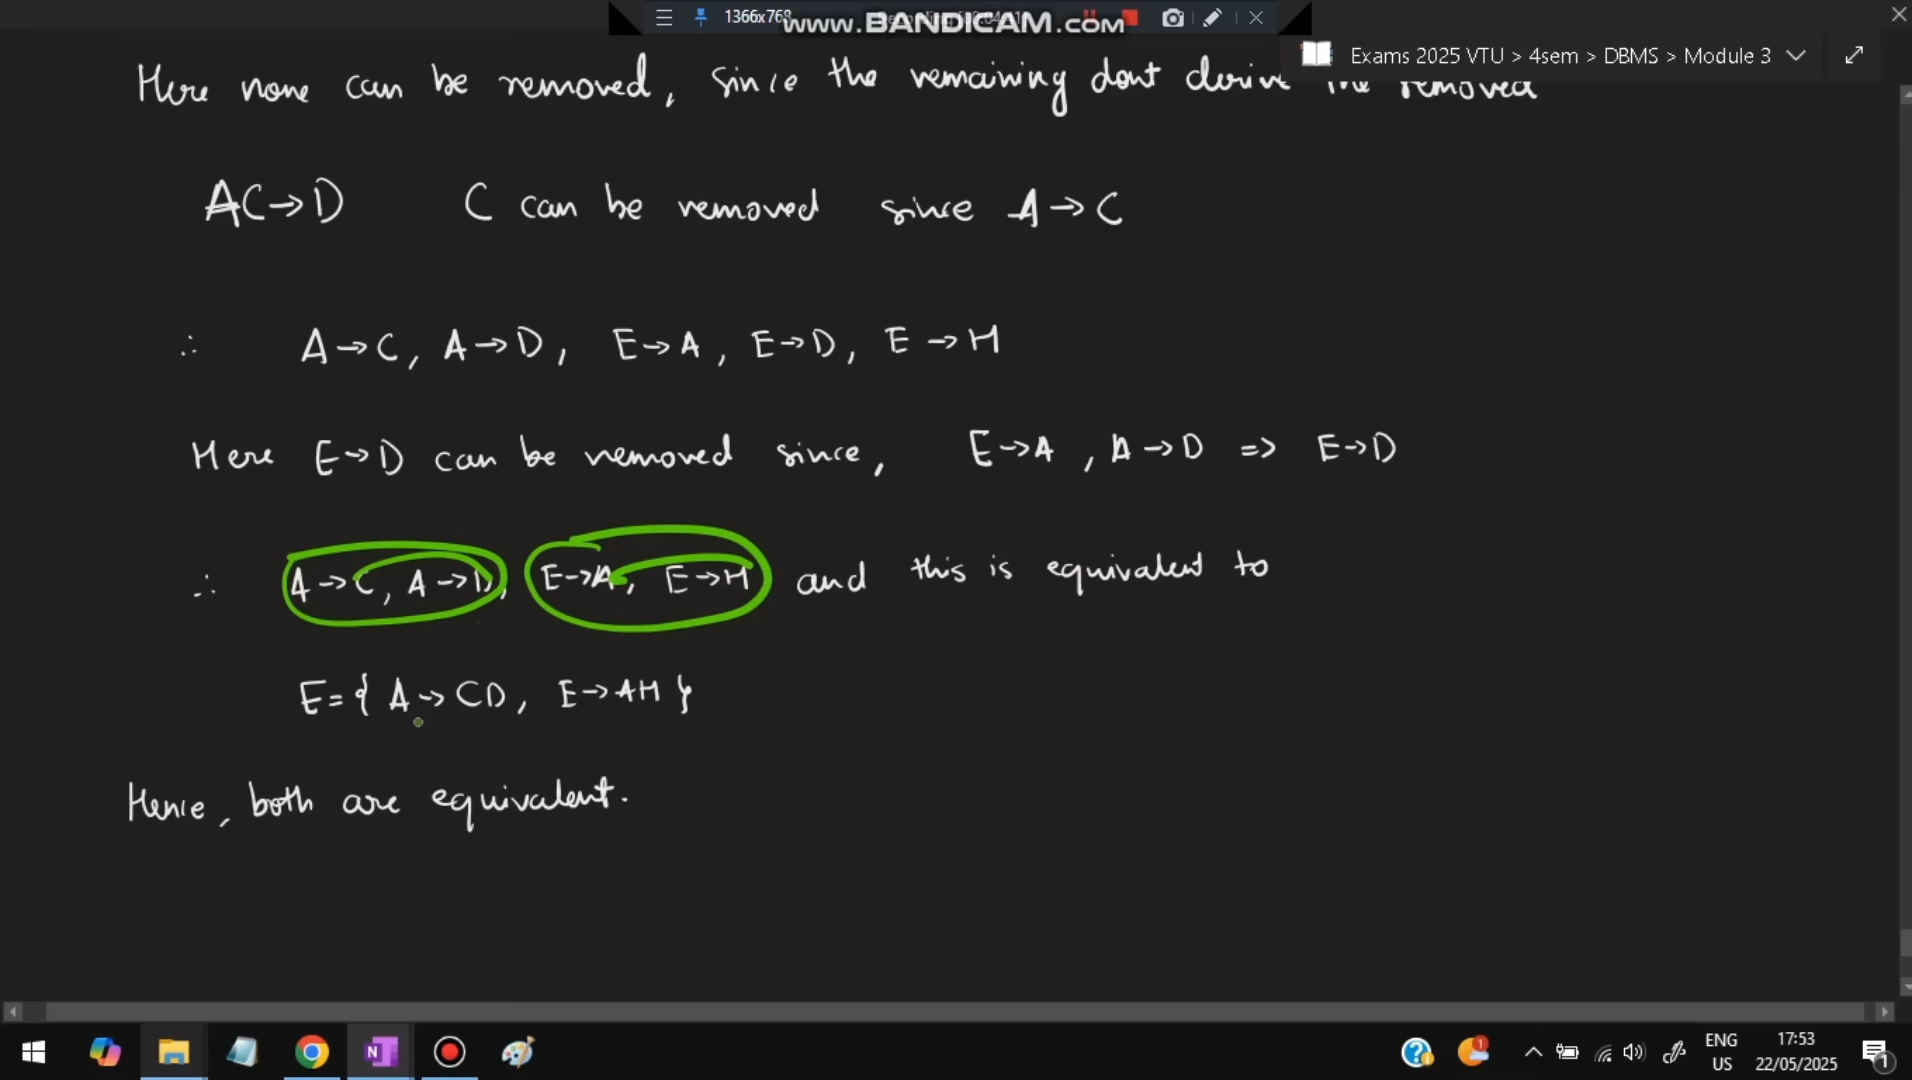 1366x768
www.BANDICAM.com
Exams 2025 VTU > 4sem > DBMS > Module 3
Here none can be removed, since the remaining dont derive the removed
AC→D C can be removed since A→C
∴ A→C, A→D, E→A, E→D, E→H
Here E→D can be removed since, E→A, A→D => E→D
∴ A→C, A→D, E→A, E→H and this is equivalent to
E={ A→CD, E→AH }
Hence, both are equivalent.
ENG
US
17:53
22/05/2025